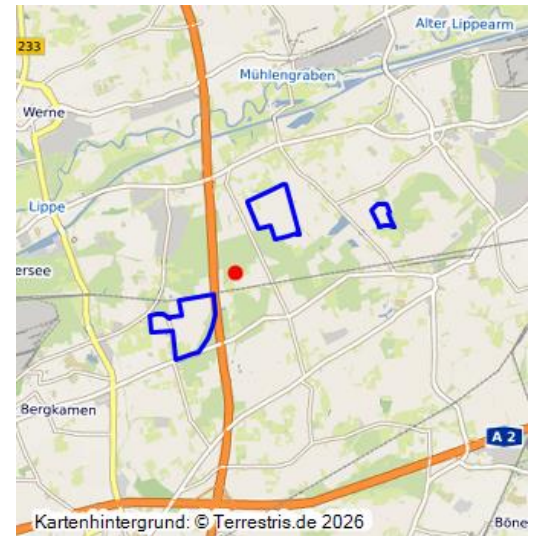 Alter Lippearm
233
Mühlengraben
Werne
Lippe
ersee
Bergkamen
A 2
Kartenhintergrund: © Terrestris.de 2026
Böne